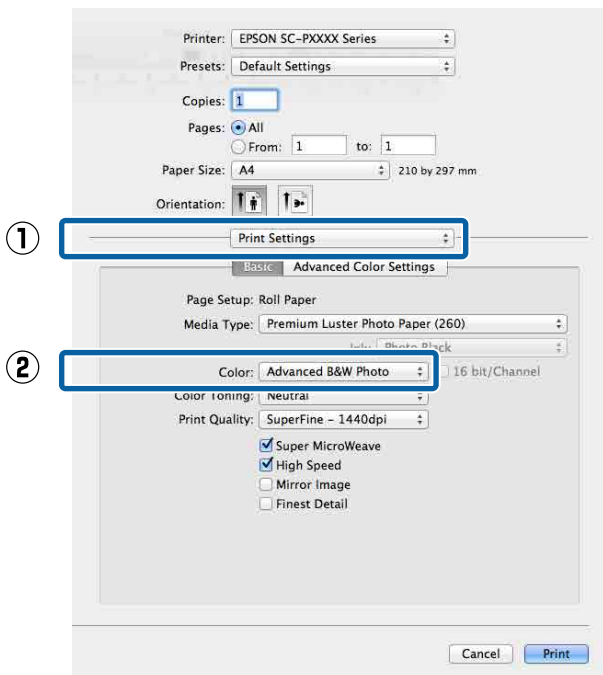 Printer: EPSON SC-PXXXX Series
Presets: Default Settings
Copies: 1
Pages: All
From: 1 to: 1
Paper Size: A4 210 by 297 mm
Orientation:
1 Print Settings
Basic Advanced Color Settings
Page Setup: Roll Paper
Media Type: Premium Luster Photo Paper (260)
Ink: Photo Black
2 Color: Advanced B&W Photo 16 bit/Channel
Color Toning: Neutral
Print Quality: SuperFine - 1440dpi
Super MicroWeave
High Speed
Mirror Image
Finest Detail
Cancel Print